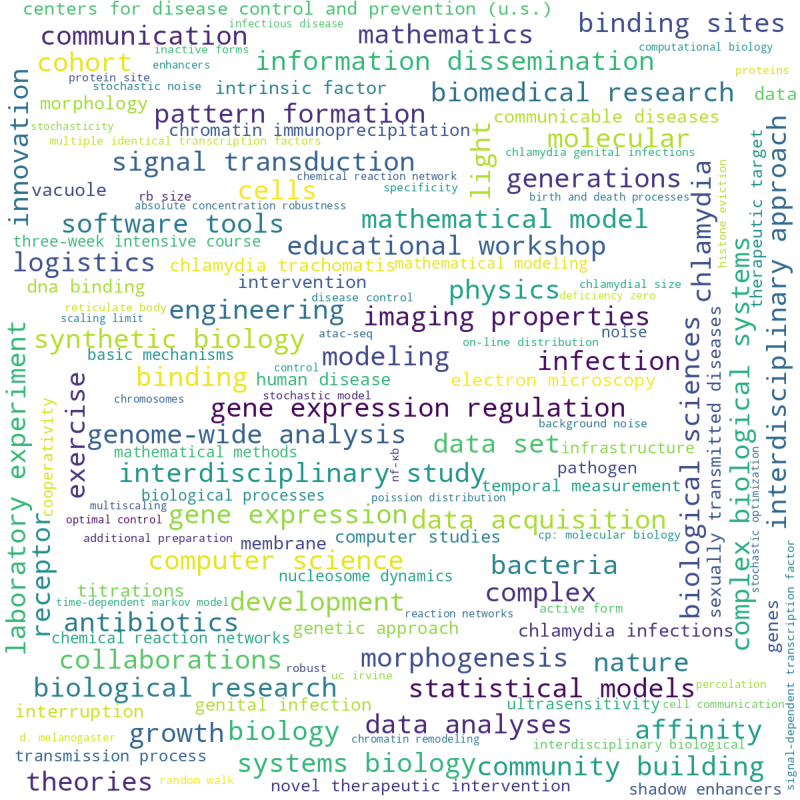 centers for disease control and prevention (u.s.)
infectious disease
communication
mathematics
binding sites
inactive forms
computational biology
cohort
enhancers
information dissemination
protein site
proteins
stochastic noise
intrinsic factor
biomedical research
data
morphology
pattern formation
communicable diseases
innovation
stochasticity
chromatin immunoprecipitation
molecular
multiple identical transcription factors
light
chlamydia genital infections
signal transduction
chemical reaction network
generations
vacuole
cells
specificity
rb size
birth and death processes
absolute concentration robustness
software tools
mathematical model
chlamydia
histone eviction
therapeutic target
interdisciplinary approach
three-week intensive course
educational workshop
logistics
chlamydia trachomatis
mathematical modeling
dna binding
intervention
physics
chlamydial size
disease control
deficiency zero
reticulate body
engineering
imaging properties
scaling limit
synthetic biology
atac-seq
noise
on-line distribution
basic mechanisms
modeling
infection
binding
control
human disease
electron microscopy
exercise
chromosomes
stochastic model
gene expression regulation
cooperativity
background noise
genome-wide analysis
data set
infrastructure
mathematical methods
nf-κb
interdisciplinary study
pathogen
temporal measurement
biological processes
poission distribution
multiscaling
laboratory experiment
biological sciences
sexually transmitted diseases
complex biological systems
stochastic optimization
optimal control
gene expression
data acquisition
receptor
additional preparation
membrane
computer studies
cp: molecular biology
computer science
bacteria
nucleosome dynamics
titrations
complex
time-dependent markov model
development
reaction networks
active form
genes
signal-dependent transcription factor
antibiotics
genetic approach
chlamydia infections
chemical reaction networks
collaborations
morphogenesis
nature
robust
uc irvine
biological research
statistical models
percolation
interruption
genital infection
ultrasensitivity
cell communication
growth
biology
data analyses
affinity
d. melanogaster
chromatin remodeling
interdisciplinary biological
transmission process
systems biology
community building
theories
random walk
novel therapeutic intervention
shadow enhancers